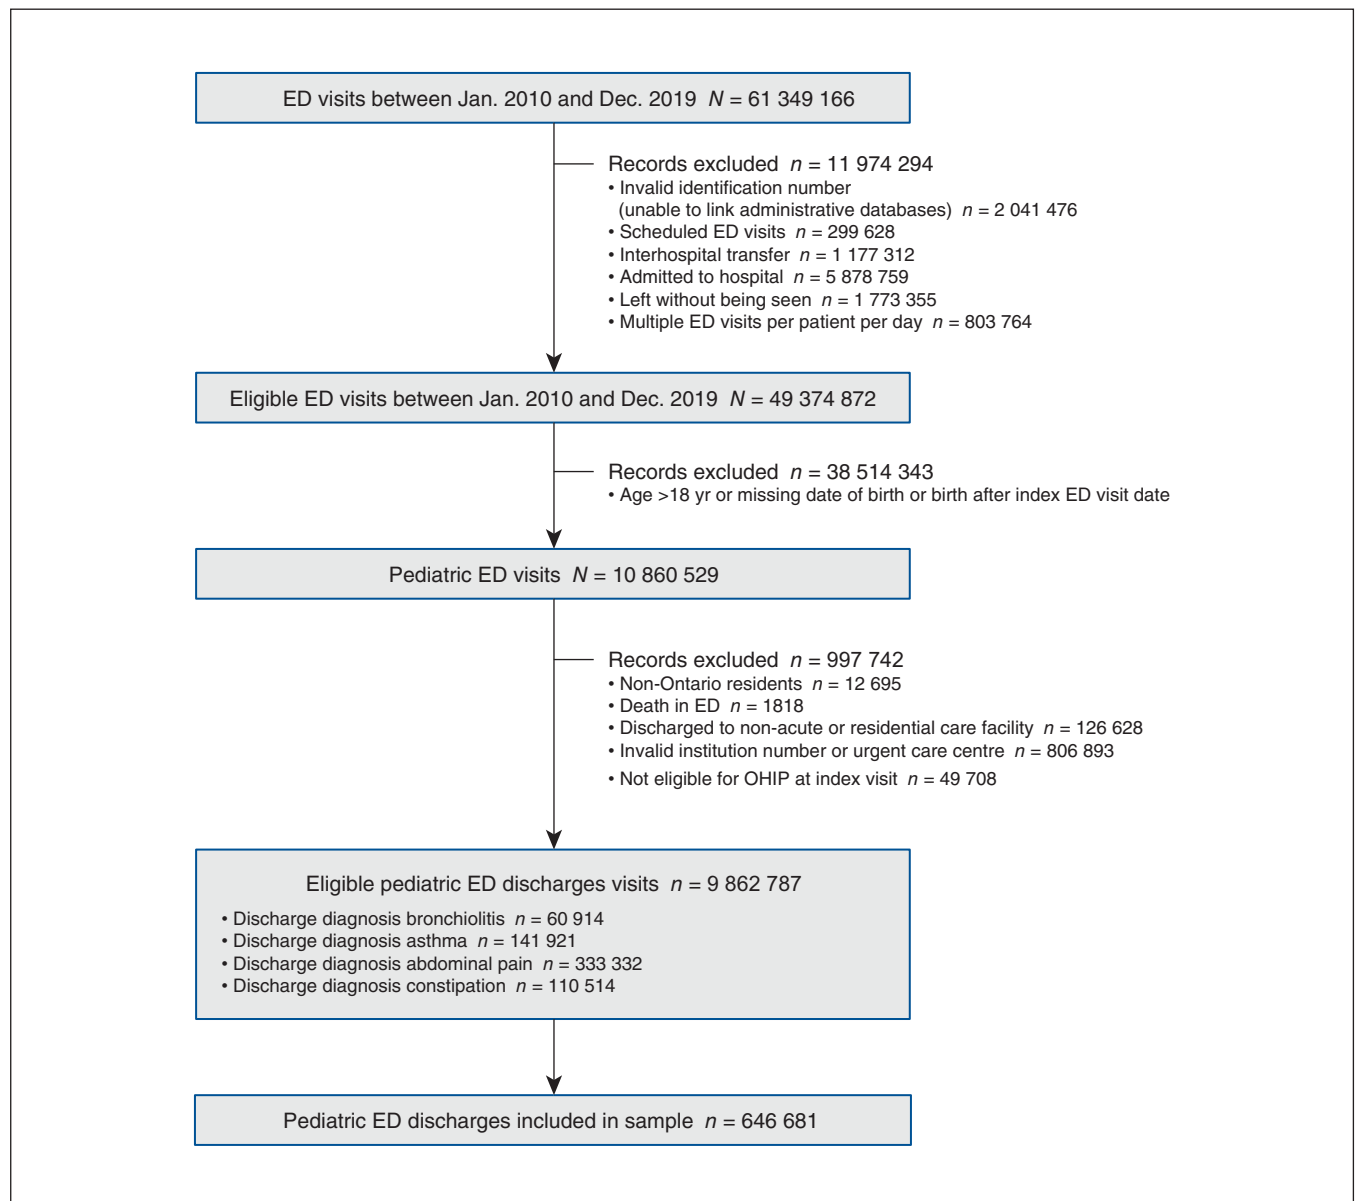 ED visits between Jan. 2010 and Dec. 2019 N = 61 349 166
Records excluded n = 11 974 294
• Invalid identification number
(unable to link administrative databases) n = 2 041 476
• Scheduled ED visits n = 299 628
• Interhospital transfer n = 1 177 312
• Admitted to hospital n = 5 878 759
• Left without being seen n = 1 773 355
• Multiple ED visits per patient per day n = 803 764
Eligible ED visits between Jan. 2010 and Dec. 2019 N = 49 374 872
Records excluded n = 38 514 343
• Age >18 yr or missing date of birth or birth after index ED visit date
Pediatric ED visits N = 10 860 529
Records excluded n = 997 742
• Non-Ontario residents n = 12 695
• Death in ED n = 1818
• Discharged to non-acute or residential care facility n = 126 628
• Invalid institution number or urgent care centre n = 806 893
• Not eligible for OHIP at index visit n = 49 708
Eligible pediatric ED discharges visits n = 9 862 787
• Discharge diagnosis bronchiolitis n = 60 914
• Discharge diagnosis asthma n = 141 921
• Discharge diagnosis abdominal pain n = 333 332
• Discharge diagnosis constipation n = 110 514
Pediatric ED discharges included in sample n = 646 681